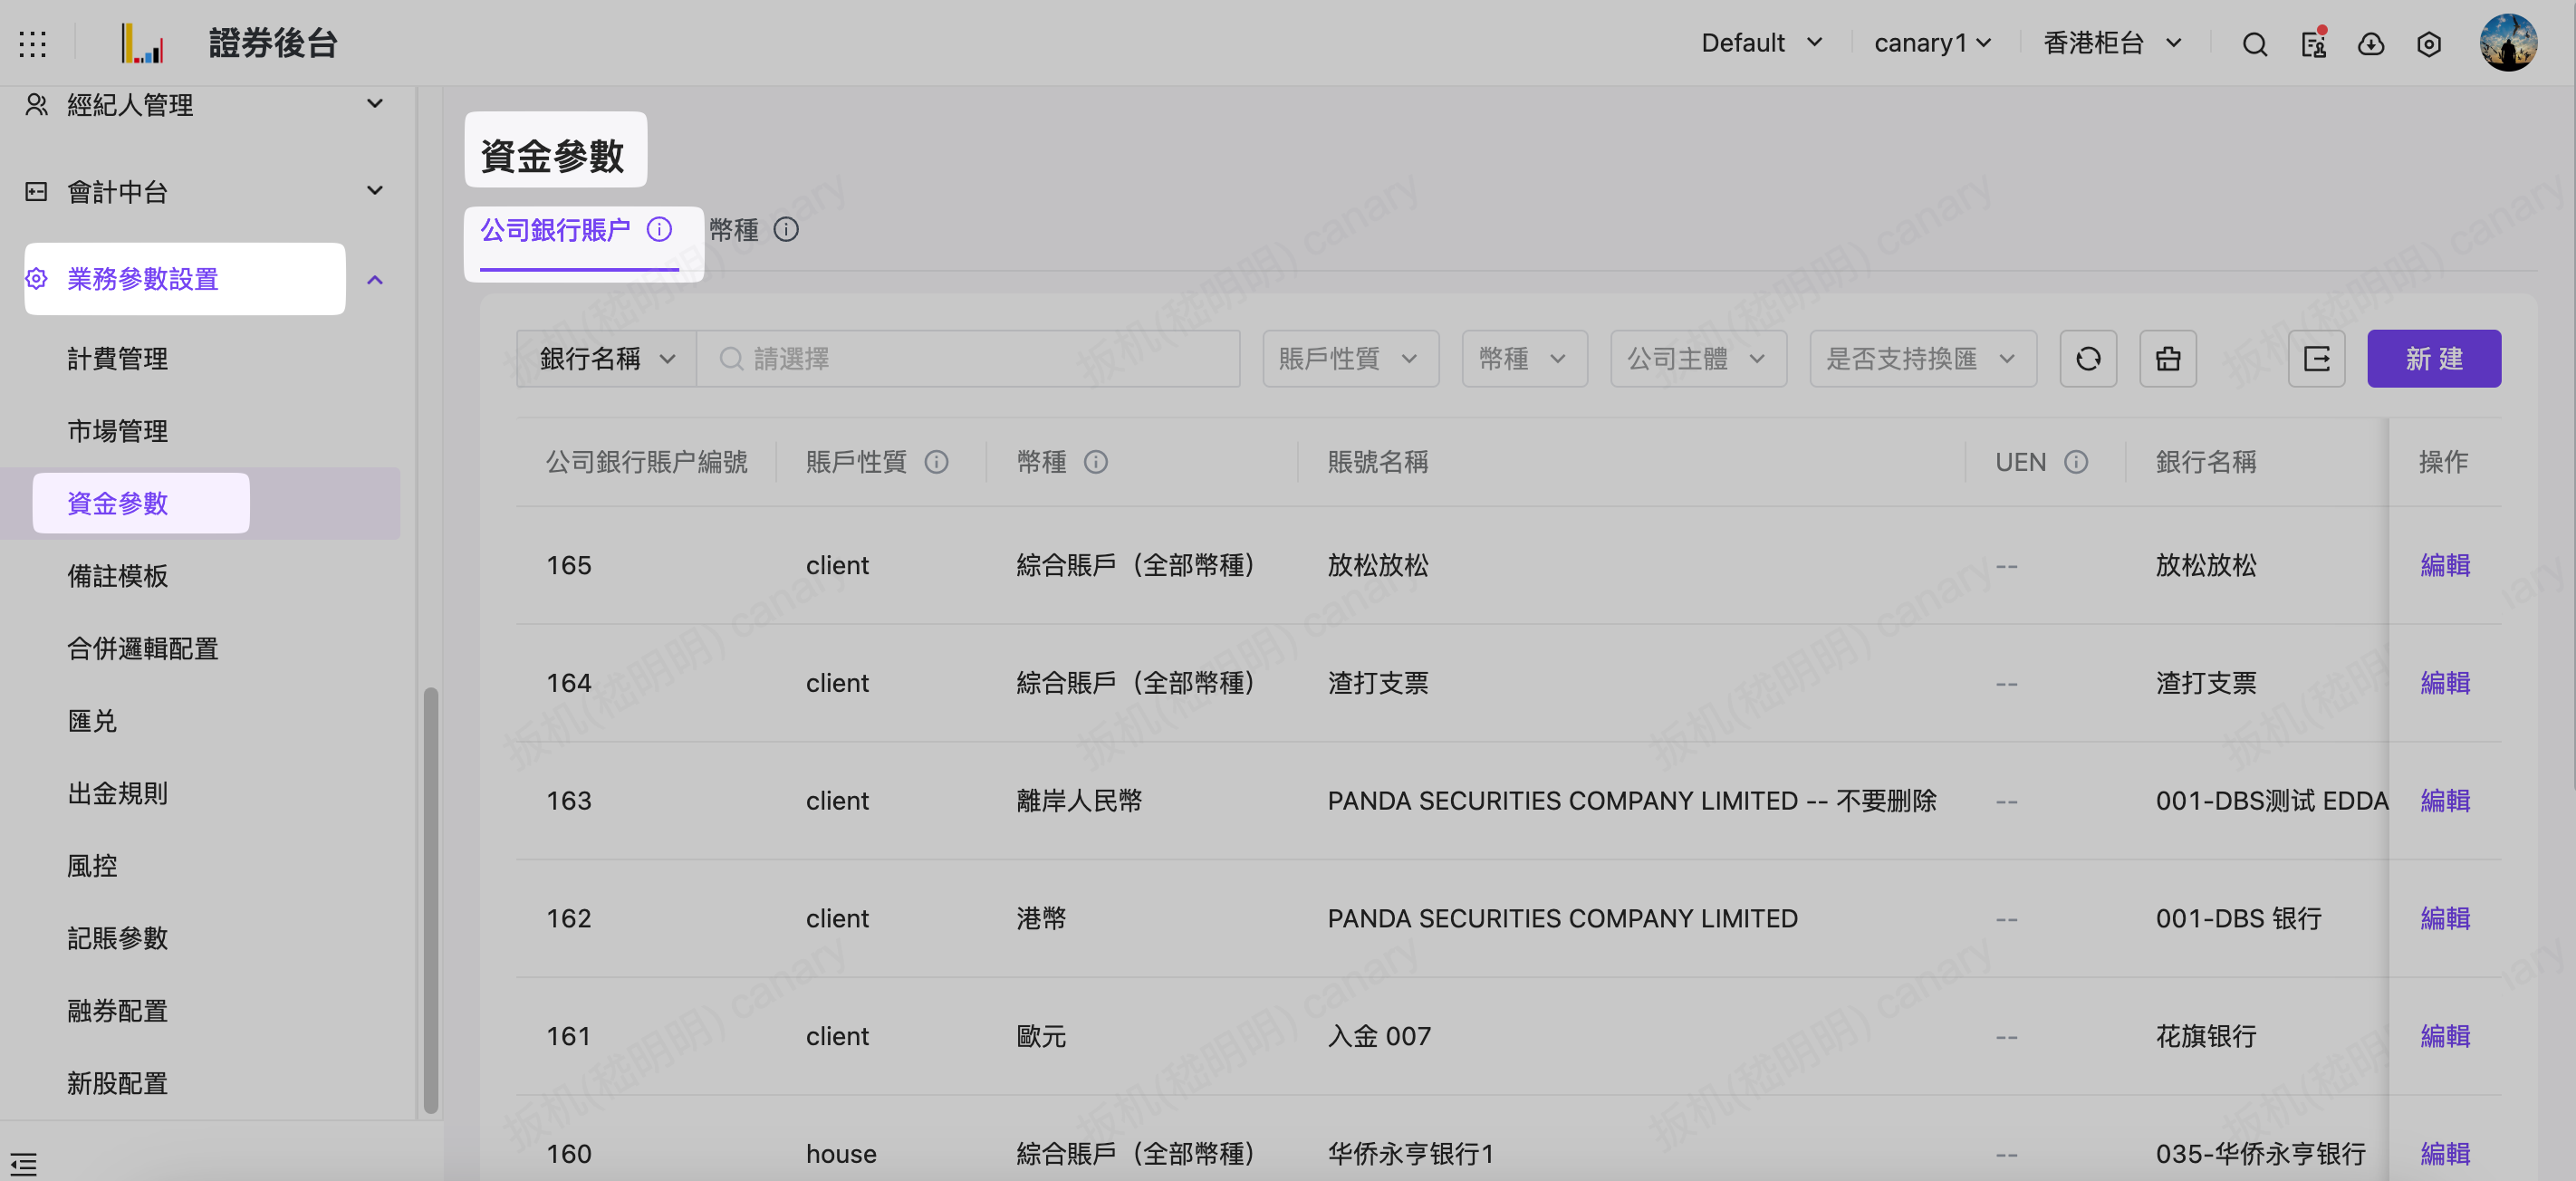 證券後台
Default
canary1
香港柜台
經紀人管理
會計中台
業務參數設置
計費管理
市場管理
資金參數
備註模板
合併邏輯配置
匯兑
出金規則
風控
記賬參數
融券配置
新股配置
資金參數
公司銀行賬户
幣種
銀行名稱
請選擇
賬戶性質
幣種
公司主體
是否支持換匯
新建
公司銀行賬户編號 賬戶性質 幣種 賬號名稱 UEN 銀行名稱 操作
165 client 綜合賬戶（全部幣種） 放松放松 -- 放松放松 編輯
164 client 綜合賬戶（全部幣種） 渣打支票 -- 渣打支票 編輯
163 client 離岸人民幣 PANDA SECURITIES COMPANY LIMITED -- 不要删除 -- 001-DBS测试 EDDA 編輯
162 client 港幣 PANDA SECURITIES COMPANY LIMITED -- 001-DBS 银行 編輯
161 client 歐元 入金 007 -- 花旗银行 編輯
160 house 綜合賬戶（全部幣種） 华侨永亨银行1 -- 035-华侨永亨银行 編輯
扳机(嵇明明) canary